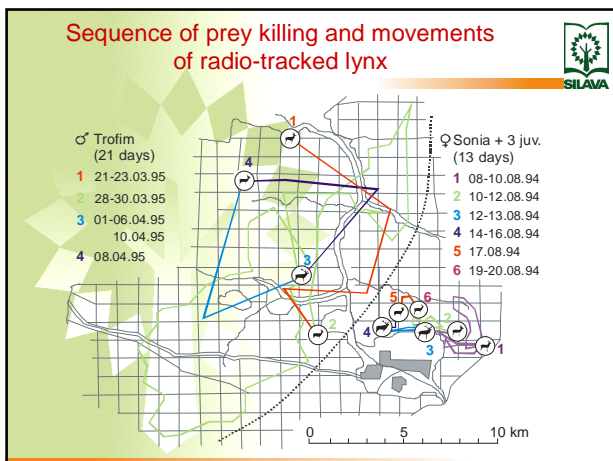 Sequence of prey killing and movements
of radio-tracked lynx
SILAVA
♂ Trofim
(21 days)
1 21-23.03.95
2 28-30.03.95
3 01-06.04.95
10.04.95
4 08.04.95
♀ Sonia + 3 juv.
(13 days)
1 08-10.08.94
2 10-12.08.94
3 12-13.08.94
4 14-16.08.94
5 17.08.94
6 19-20.08.94
1
4
3
2
5
6
4
3
2
1
0 5 10 km